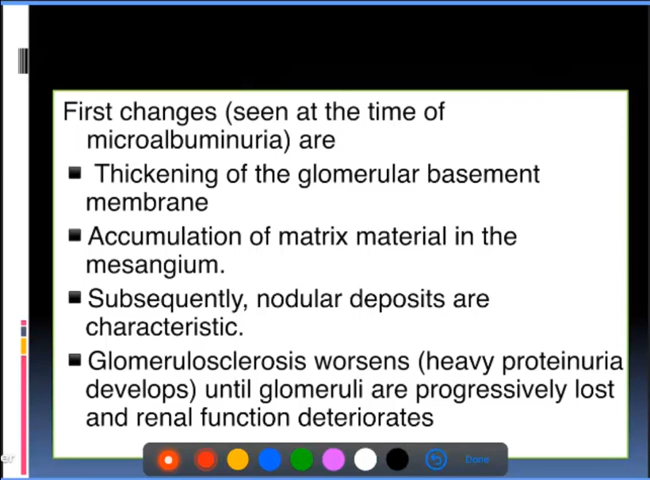 First changes (seen at the time of
microalbuminuria) are
Thickening of the glomerular basement
membrane
Accumulation of matrix material in the
mesangium.
Subsequently, nodular deposits are
characteristic.
Glomerulosclerosis worsens (heavy proteinuria
develops) until glomeruli are progressively lost
and renal function deteriorates
er
Done